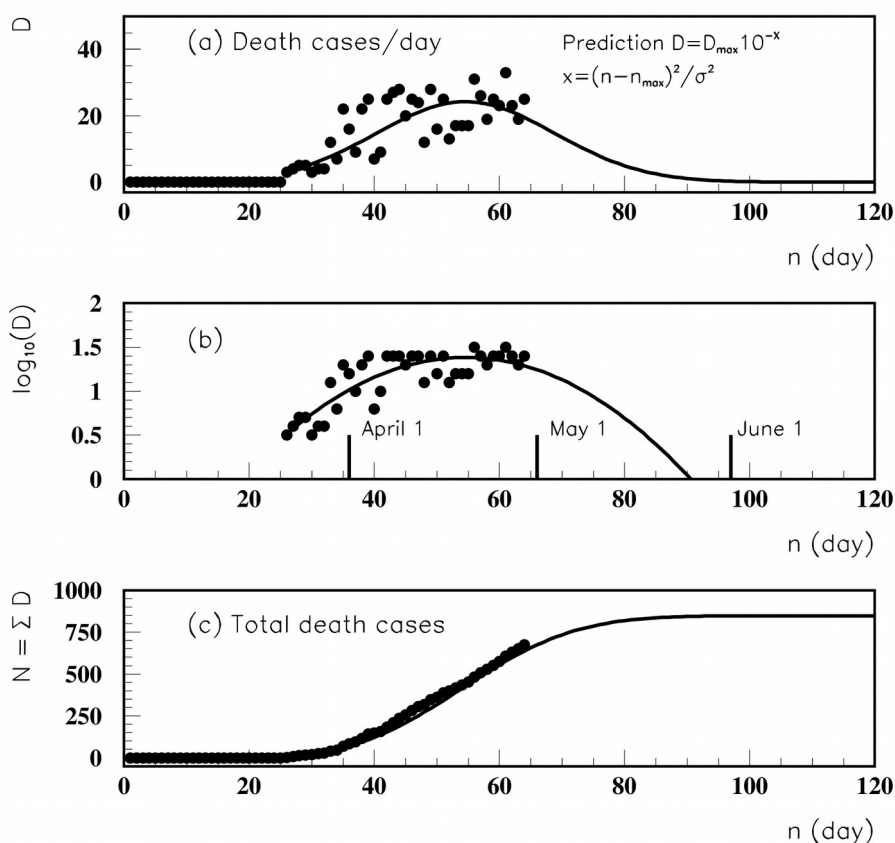 D
(a) Death cases/day
Prediction D=Dₘₐₓ10⁻ˣ
x=(n−nₘₐₓ)²/σ²
40
20
0
0 20 40 60 80 100 120
n (day)
log₁₀(D)
(b)
2
1.5
1
0.5
0
April 1 May 1 June 1
0 20 40 60 80 100 120
n (day)
N = Σ D
(c) Total death cases
1000
750
500
250
0
0 20 40 60 80 100 120
n (day)